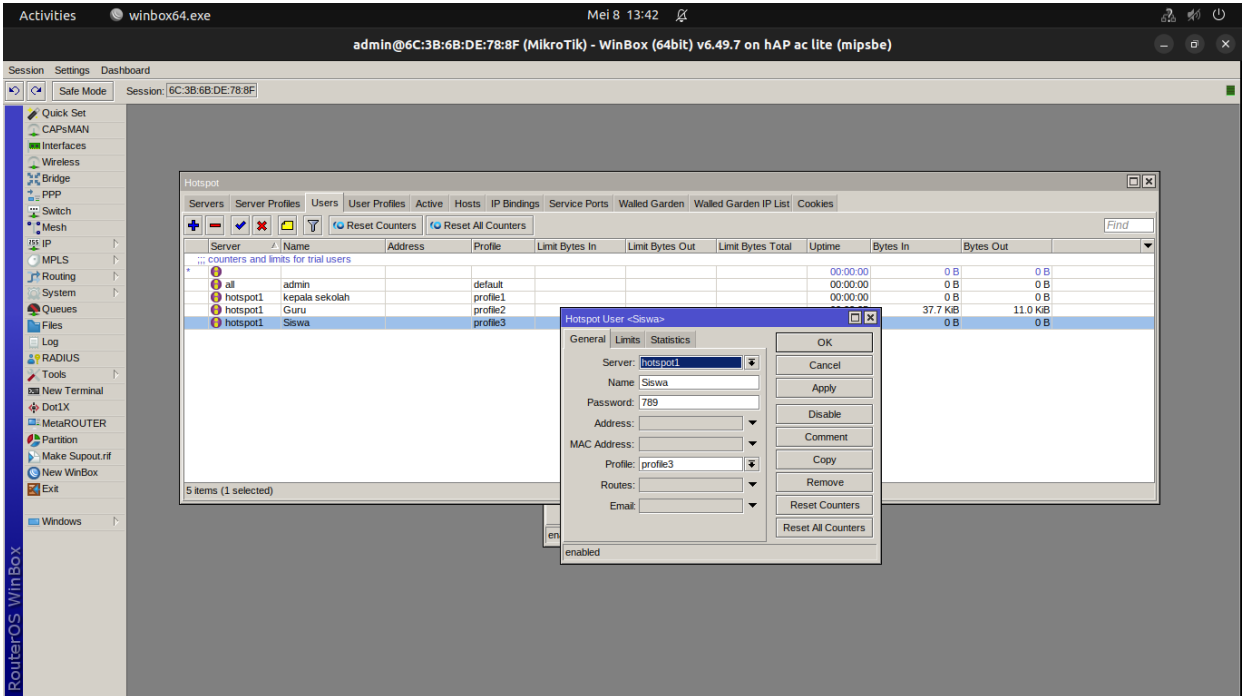 Activities winbox64.exe Mei 8 13:42
admin@6C:3B:6B:DE:78:8F (MikroTik) - WinBox (64bit) v6.49.7 on hAP ac lite (mipsbe)
Session Settings Dashboard
Safe Mode Session: 6C:3B:6B:DE:78:8F
Quick Set
CAPsMAN
Interfaces
Wireless
Bridge
PPP
Switch
Mesh
IP
MPLS
Routing
System
Queues
Files
Log
RADIUS
Tools
New Terminal
Dot1X
MetaROUTER
Partition
Make Supout.rif
New WinBox
Exit
Windows
RouterOS WinBox
Hotspot
Servers Server Profiles Users User Profiles Active Hosts IP Bindings Service Ports Walled Garden Walled Garden IP List Cookies
Reset Counters Reset All Counters Find
Server Name Address Profile Limit Bytes In Limit Bytes Out Limit Bytes Total Uptime Bytes In Bytes Out
;;; counters and limits for trial users
* 00:00:00 0 B 0 B
all admin default 00:00:00 0 B 0 B
hotspot1 kepala sekolah profile1 00:00:00 0 B 0 B
hotspot1 Guru profile2 37.7 KiB 11.0 KiB
hotspot1 Siswa profile3 0 B 0 B
5 items (1 selected)
en
Hotspot User <Siswa>
General Limits Statistics
Server: hotspot1
Name Siswa
Password: 789
Address:
MAC Address:
Profile: profile3
Routes:
Email:
OK
Cancel
Apply
Disable
Comment
Copy
Remove
Reset Counters
Reset All Counters
enabled